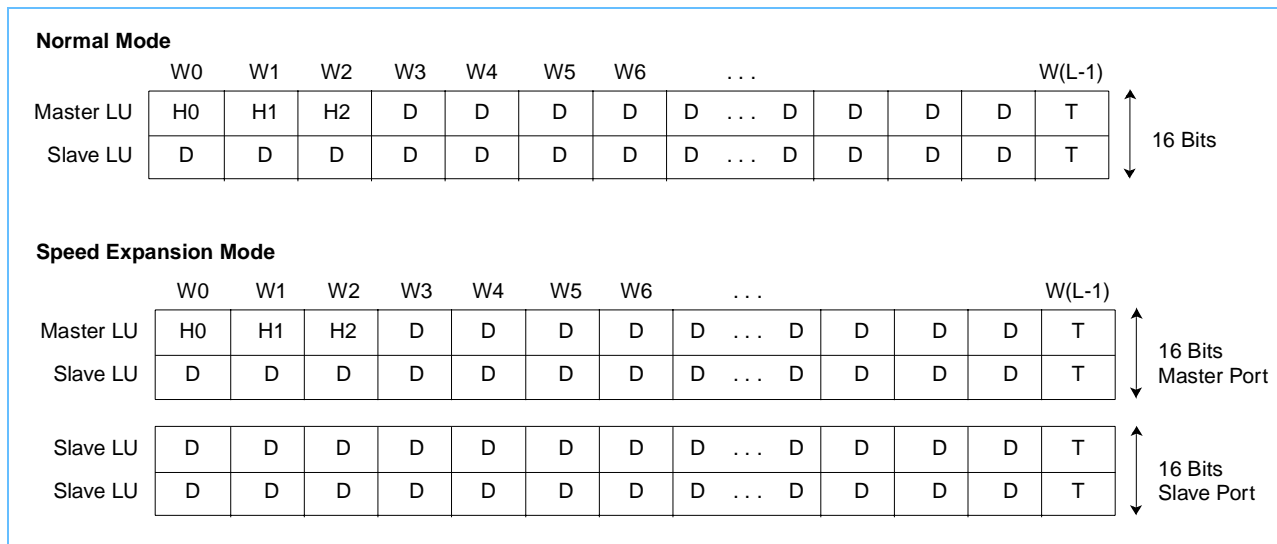 Normal Mode
W0 W1 W2 W3 W4 W5 W6 . . . W(L-1)
Master LU H0 H1 H2 D D D D D . . . D D D D T
Slave LU D D D D D D D D . . . D D D D T
16 Bits
Speed Expansion Mode
W0 W1 W2 W3 W4 W5 W6 . . . W(L-1)
Master LU H0 H1 H2 D D D D D . . . D D D D T
Slave LU D D D D D D D D . . . D D D D T
16 Bits
Master Port
Slave LU D D D D D D D D . . . D D D D T
Slave LU D D D D D D D D . . . D D D D T
16 Bits
Slave Port